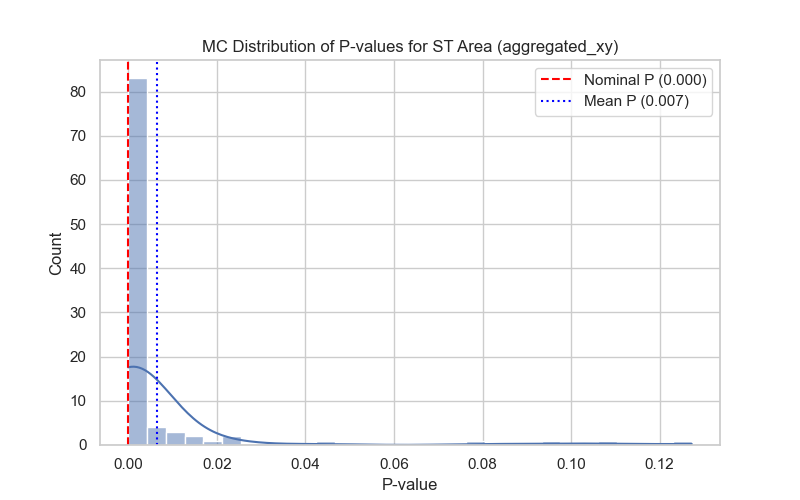 MC Distribution of P-values for ST Area (aggregated_xy)
Nominal P (0.000)
Mean P (0.007)
80
70
60
50
40
30
20
10
0
Count
0.00 0.02 0.04 0.06 0.08 0.10 0.12
P-value